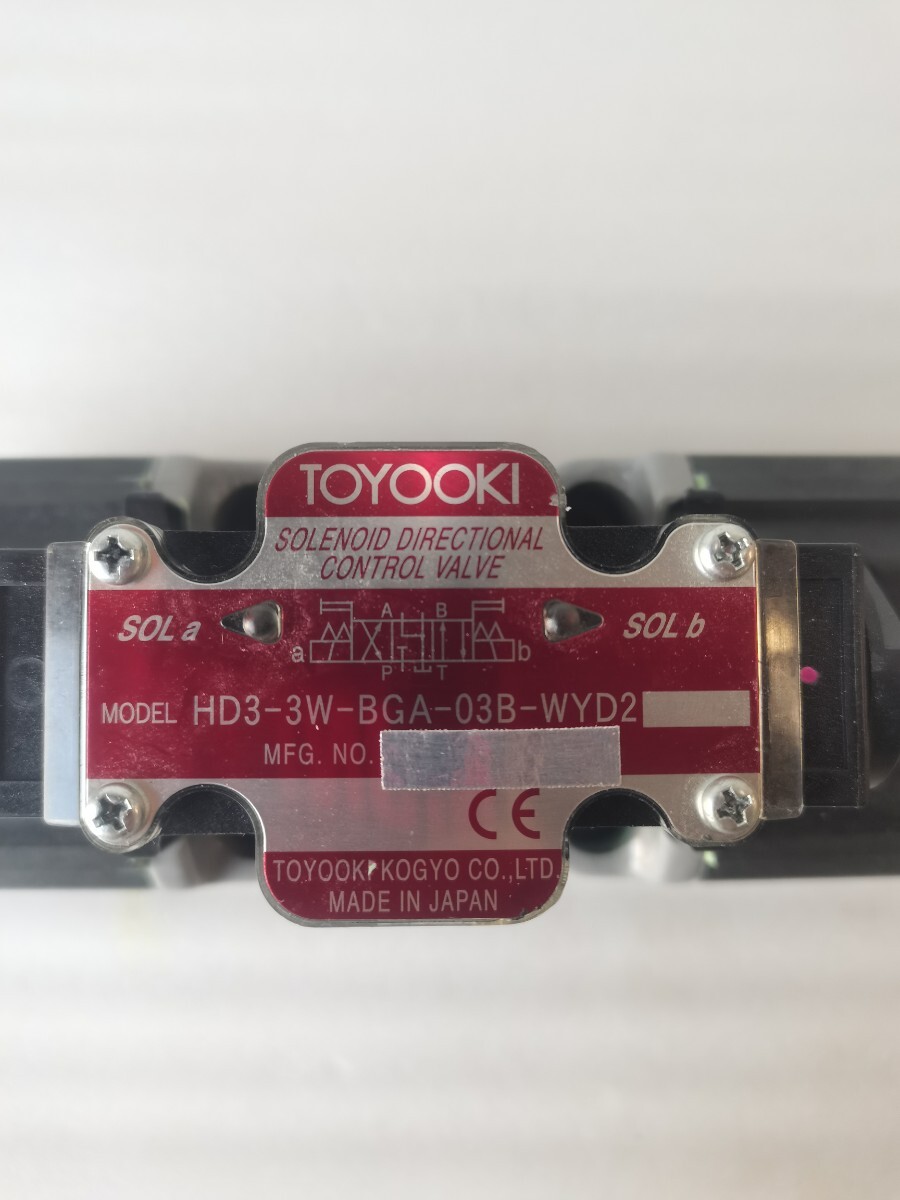 TOYOOKI
SOLENOID DIRECTIONAL
CONTROL VALVE
A B
SOL a SOL b
a b
P T
MODEL HD3-3W-BGA-03B-WYD2
MFG. NO.
CE
TOYOOKI KOGYO CO.,LTD.
MADE IN JAPAN